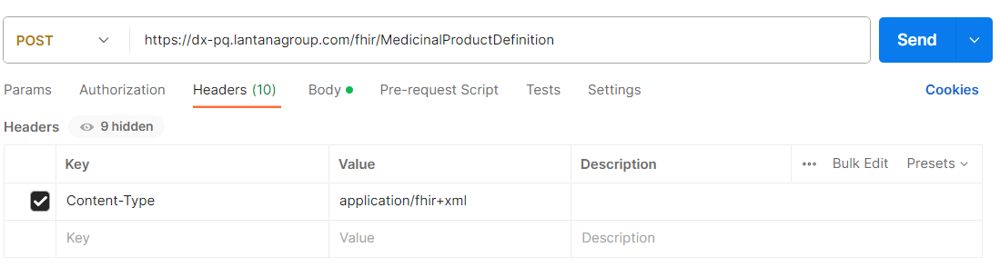 POST https://dx-pq.lantanagroup.com/fhir/MedicinalProductDefinition Send
Params Authorization Headers (10) Body Pre-request Script Tests Settings Cookies
Headers 9 hidden
Key Value Description Bulk Edit Presets
Content-Type application/fhir+xml
Key Value Description